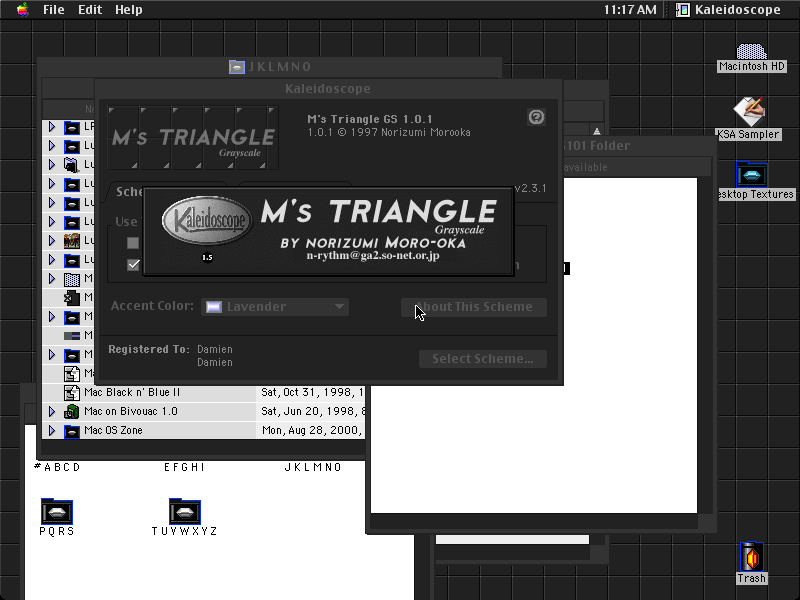 File Edit Help
11:17 AM
Kaleidoscope
JKLMNO
Macintosh HD
Kaleidoscope
M's TRIANGLE
Grayscale
M's Triangle GS 1.0.1
1.0.1 © 1997 Norizumi Morooka
KSA Sampler
101 Folder
available
v2.3.1
Kaleidoscope
1.5
M's TRIANGLE
Grayscale
BY NORIZUMI MORO-OKA
n-rythm@ga2.so-net.or.jp
Use
Accent Color:
Lavender
About This Scheme
Registered To: Damien
Damien
Select Scheme...
Mac Black n' Blue II
Sat, Oct 31, 1998, 1
Mac on Bivouac 1.0
Sat, Jun 20, 1998, 8
Mac OS Zone
Mon, Aug 28, 2000,
#ABCD
EFGHI
JKLMNO
PQRS
TUYWXYZ
Trash